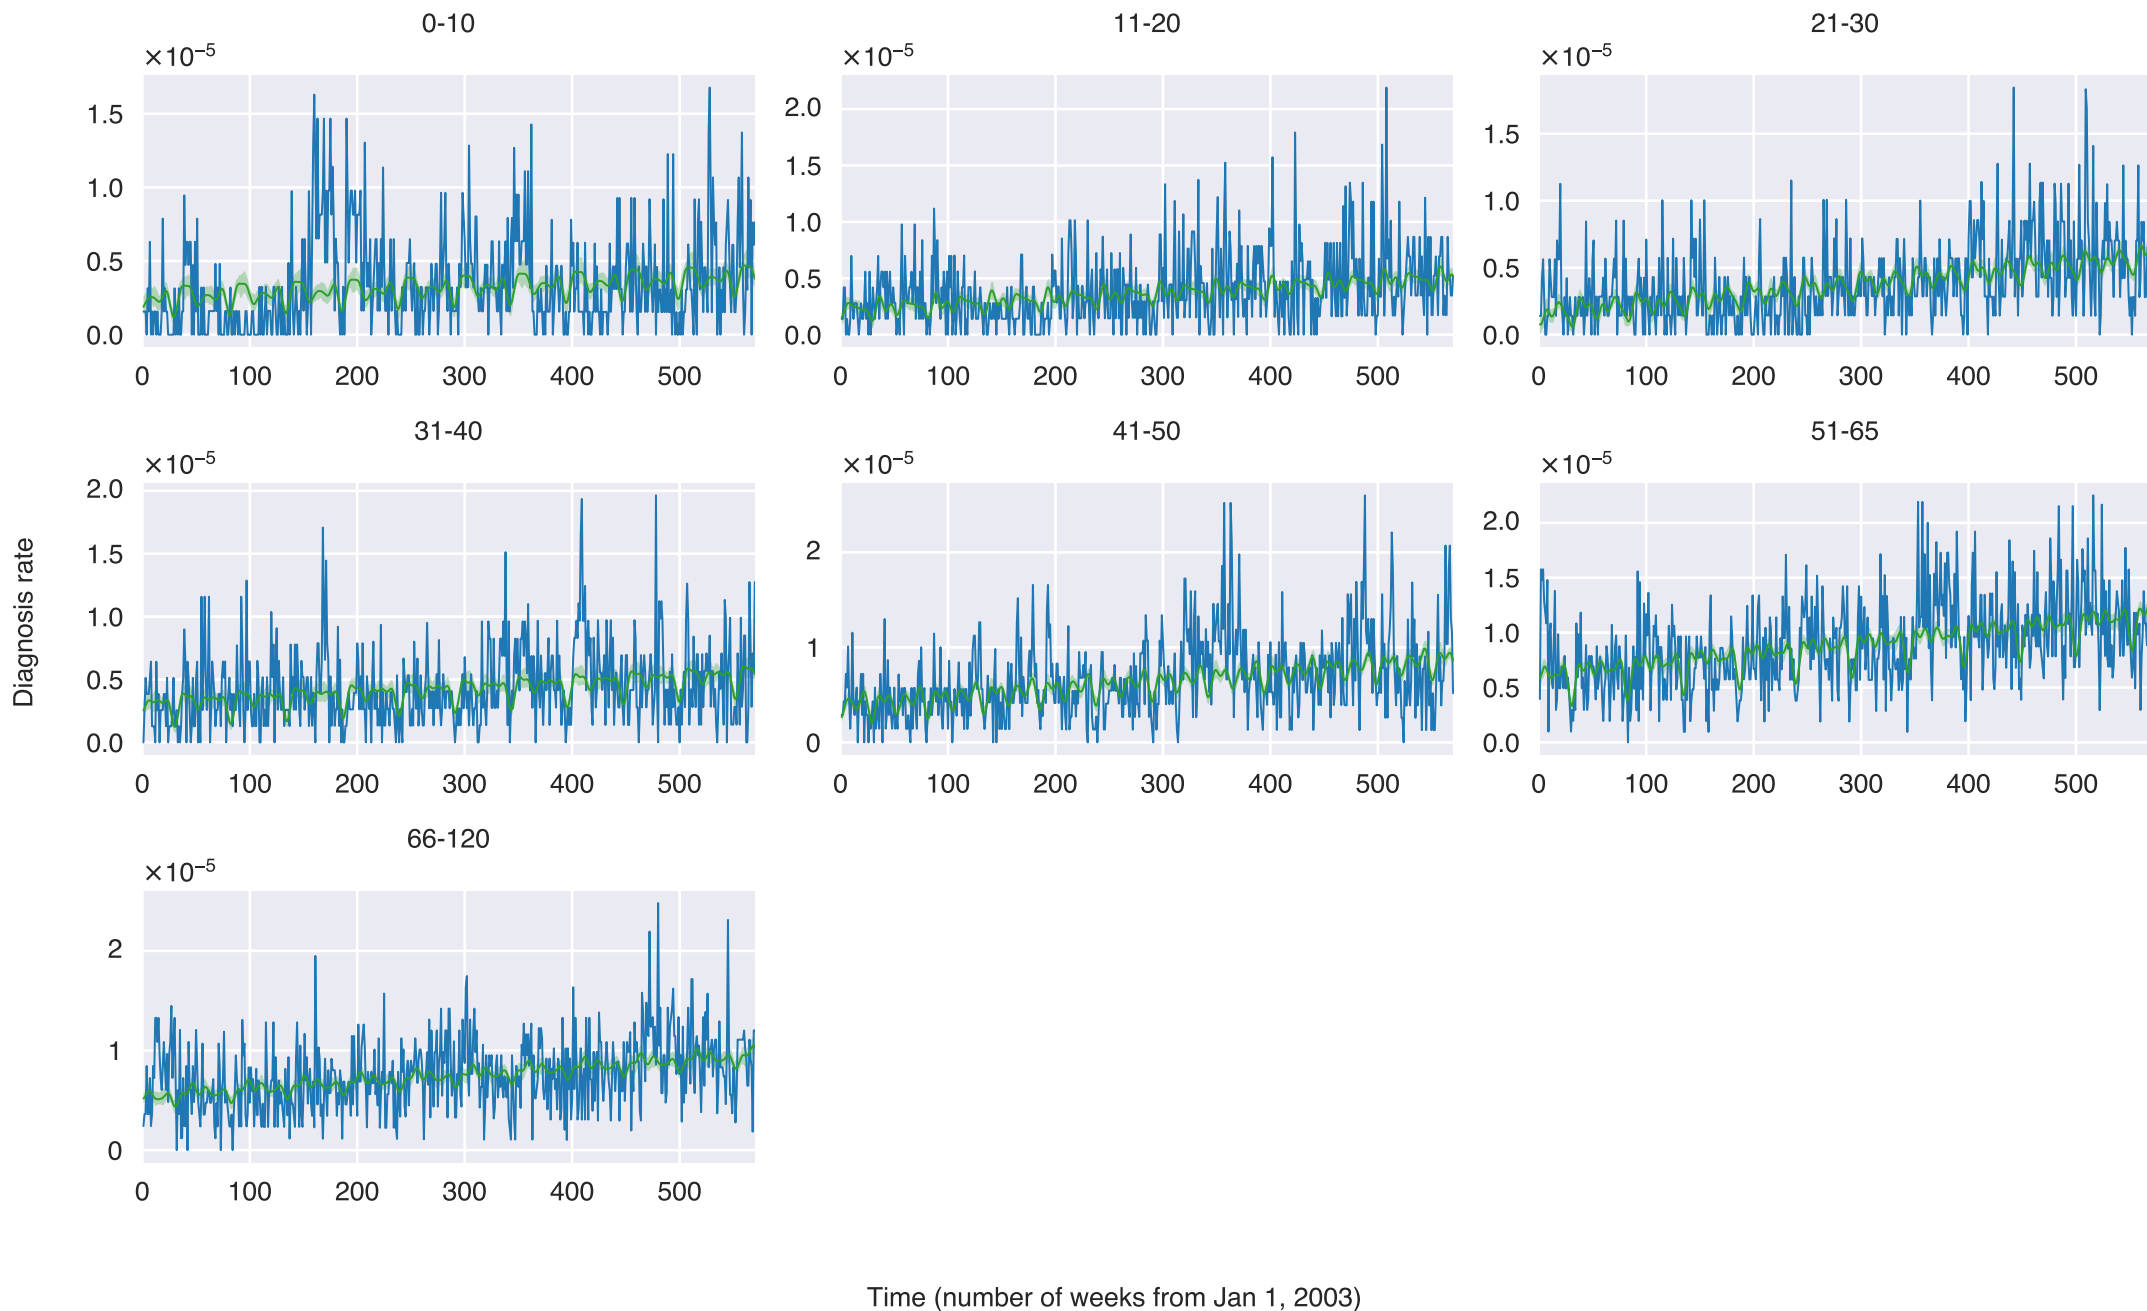 0-10 11-20 21-30
×10⁻⁵ ×10⁻⁵ ×10⁻⁵
1.5 1.0 0.5 0.0
2.0 1.5 1.0 0.5 0.0
1.5 1.0 0.5 0.0
0 100 200 300 400 500 0 100 200 300 400 500 0 100 200 300 400 500
31-40 41-50 51-65
×10⁻⁵ ×10⁻⁵ ×10⁻⁵
Diagnosis rate
2.0 1.5 1.0 0.5 0.0
2 1 0
2.0 1.5 1.0 0.5 0.0
0 100 200 300 400 500 0 100 200 300 400 500 0 100 200 300 400 500
66-120
×10⁻⁵
2 1 0
0 100 200 300 400 500
Time (number of weeks from Jan 1, 2003)